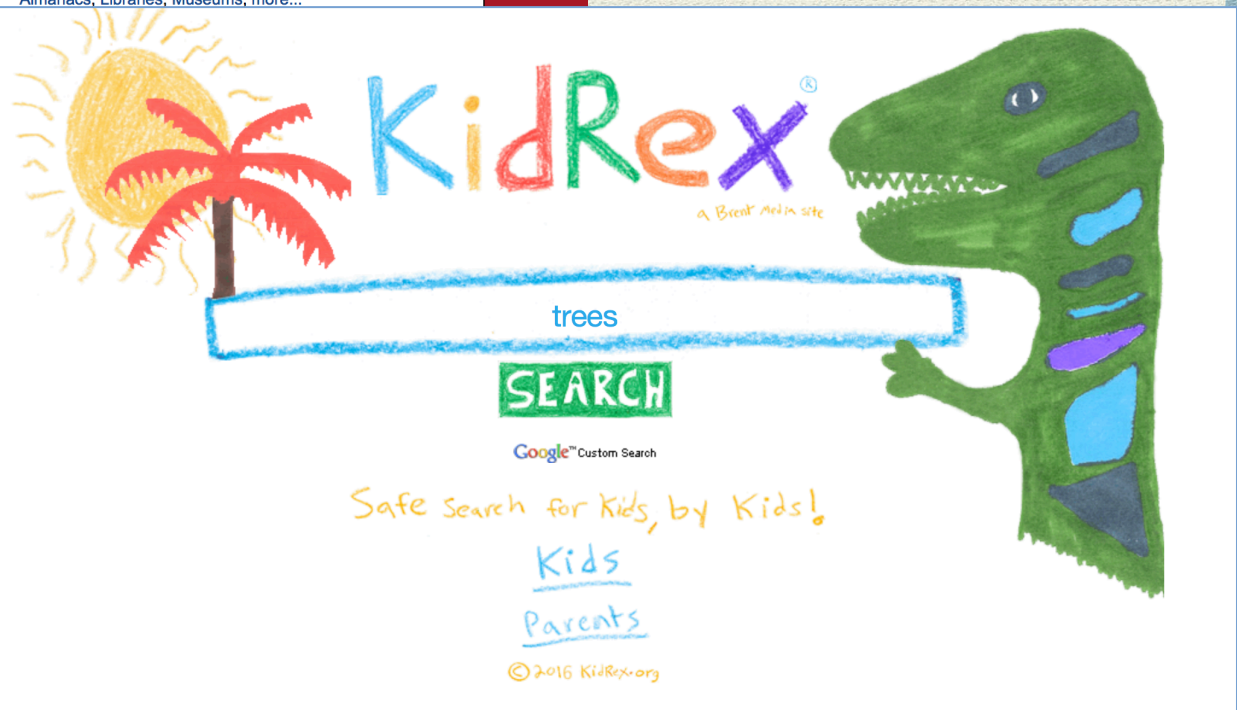 Almanacs, Libraries, Museums, more...
KidRex®
a Brent Media site
trees
SEARCH
Google™ Custom Search
Safe Search for Kids, by Kids!
Kids
Parents
© 2016 KidRex.org